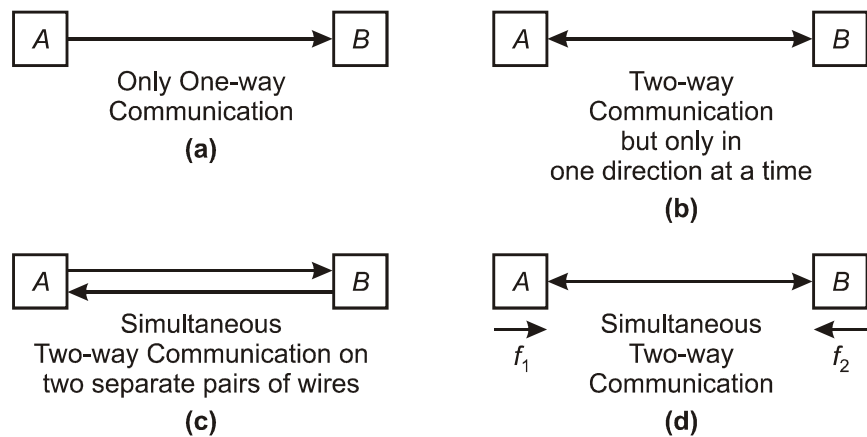 A B
Only One-way
Communication
(a)
A B
Two-way
Communication
but only in
one direction at a time
(b)
A B
Simultaneous
Two-way Communication on
two separate pairs of wires
(c)
A B
f1 f2
Simultaneous
Two-way
Communication
(d)